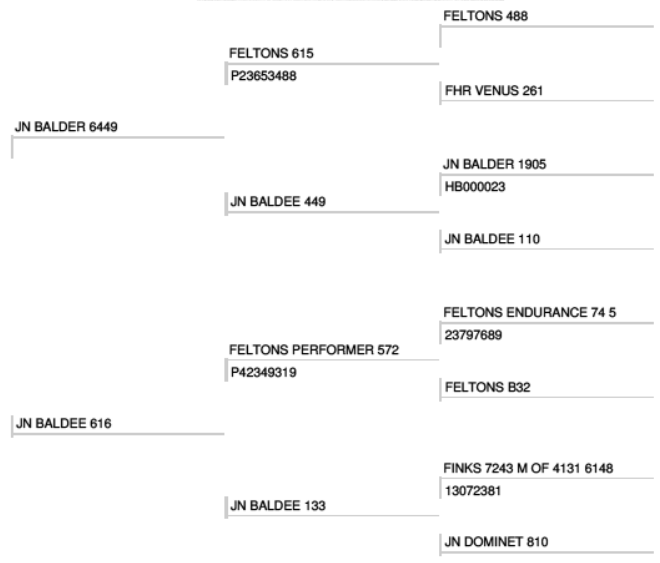 FELTONS 488
FELTONS 615
P23653488
FHR VENUS 261
JN BALDER 6449
JN BALDER 1905
HB000023
JN BALDEE 449
JN BALDEE 110
FELTONS ENDURANCE 74 5
23797689
FELTONS PERFORMER 572
P42349319
FELTONS B32
JN BALDEE 616
FINKS 7243 M OF 4131 6148
13072381
JN BALDEE 133
JN DOMINET 810